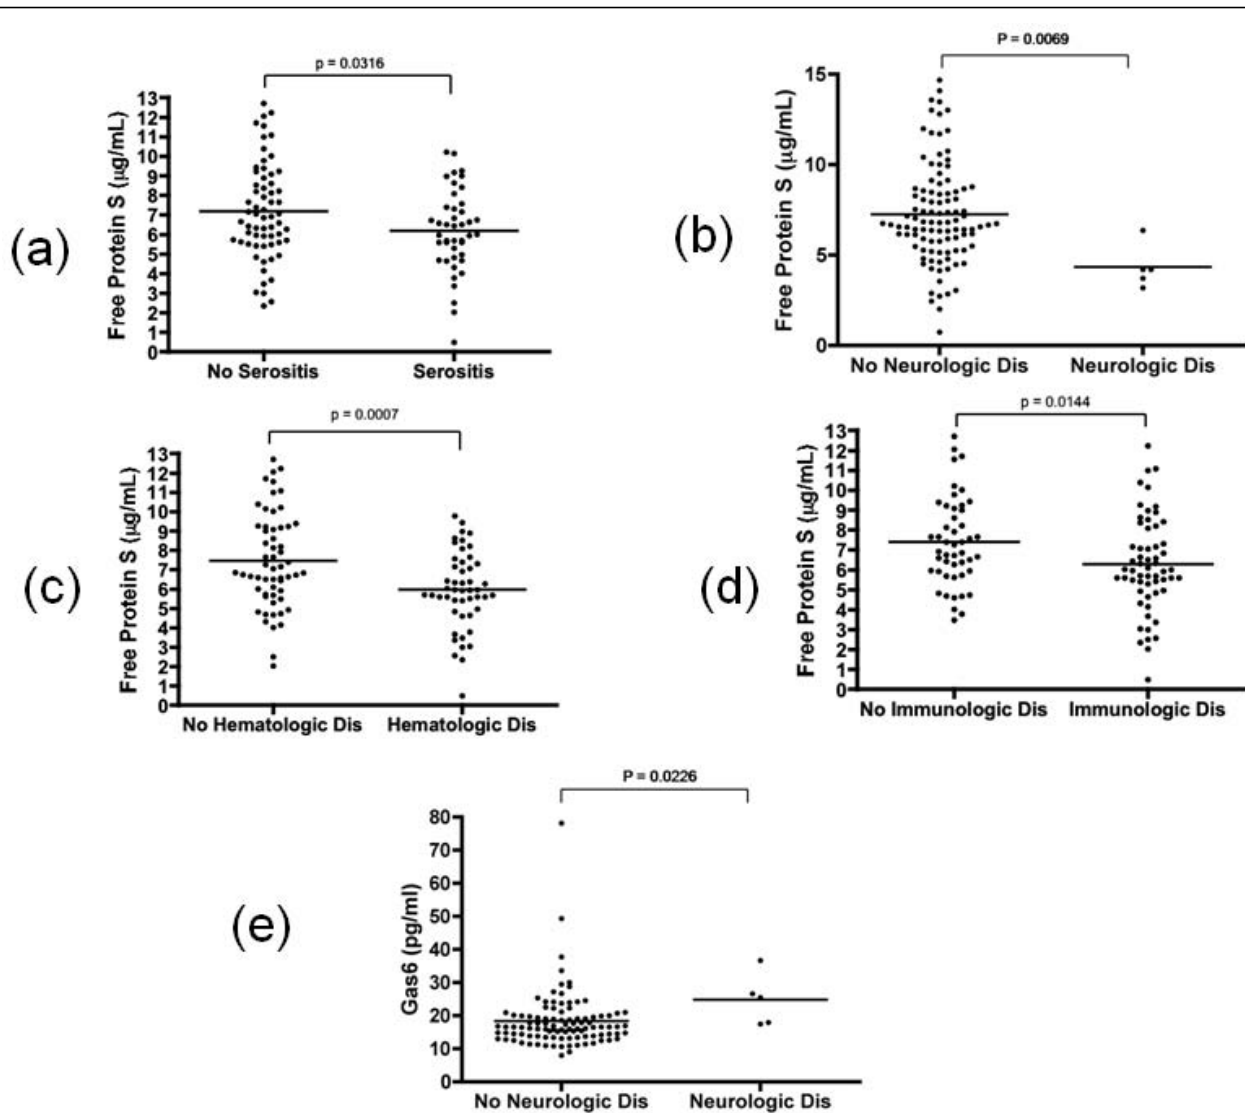 p = 0.0316
(a)
Free Protein S (µg/mL)
13
12
11
10
9
8
7
6
5
4
3
2
1
0
No Serositis Serositis
P = 0.0069
(b)
Free Protein S (µg/mL)
15
10
5
0
No Neurologic Dis Neurologic Dis
p = 0.0007
(c)
Free Protein S (µg/mL)
13
12
11
10
9
8
7
6
5
4
3
2
1
0
No Hematologic Dis Hematologic Dis
p = 0.0144
(d)
Free Protein S (µg/mL)
13
12
11
10
9
8
7
6
5
4
3
2
1
0
No Immunologic Dis Immunologic Dis
P = 0.0226
(e)
Gas6 (pg/ml)
80
70
60
50
40
30
20
10
0
No Neurologic Dis Neurologic Dis